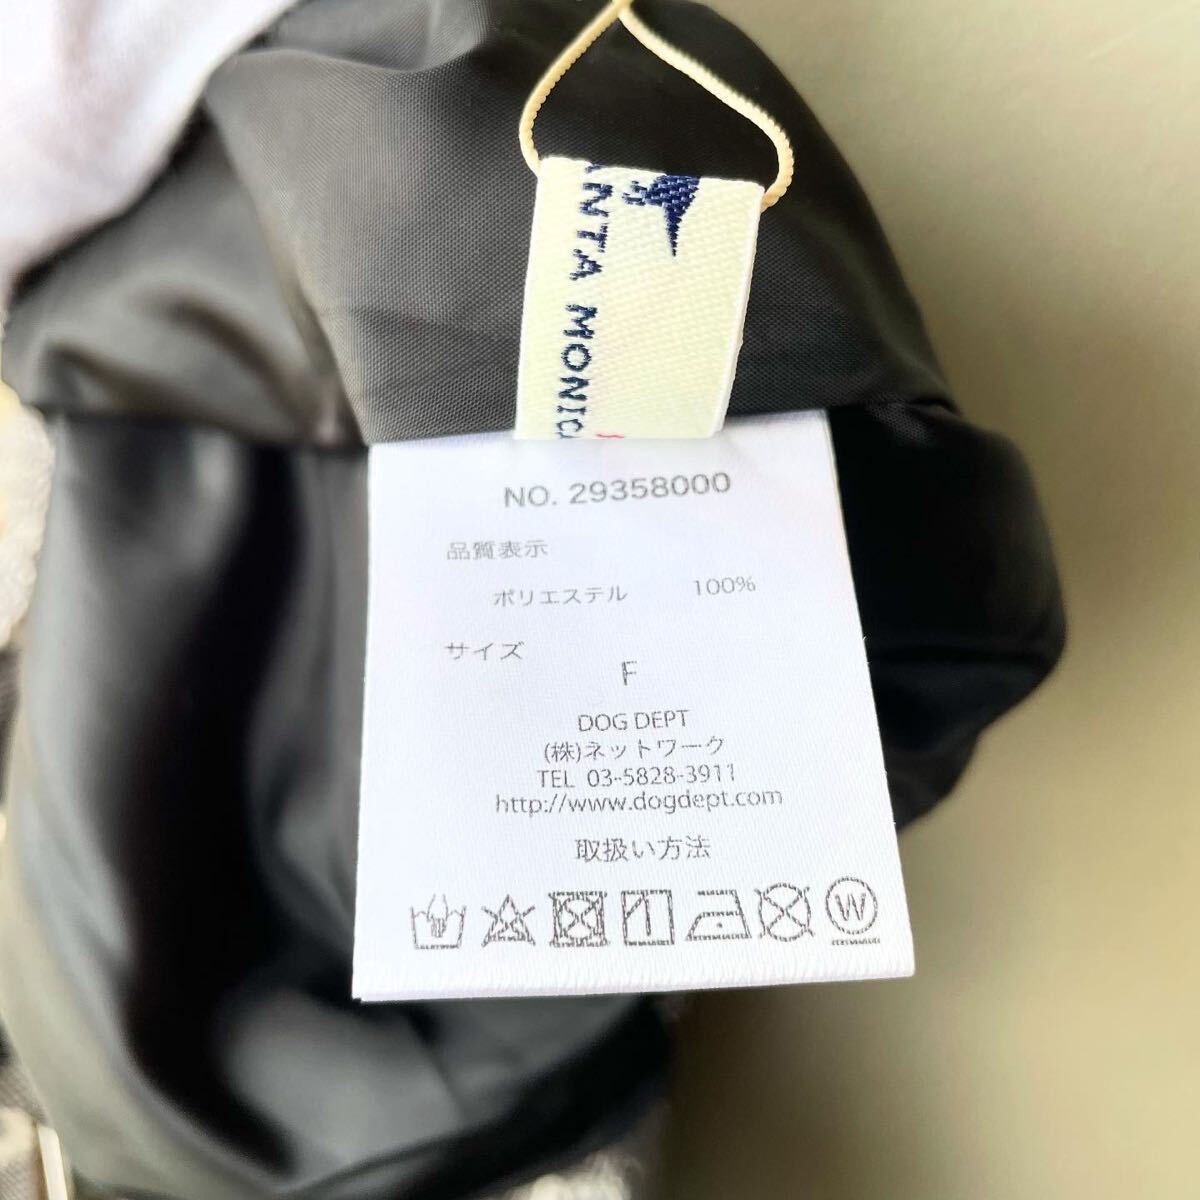 ANTA MONICA
NO. 29358000
品質表示
ポリエステル 100%
サイズ
F
DOG DEPT
(株)ネットワーク
TEL 03-5828-3911
http://www.dogdept.com
取扱い方法
W